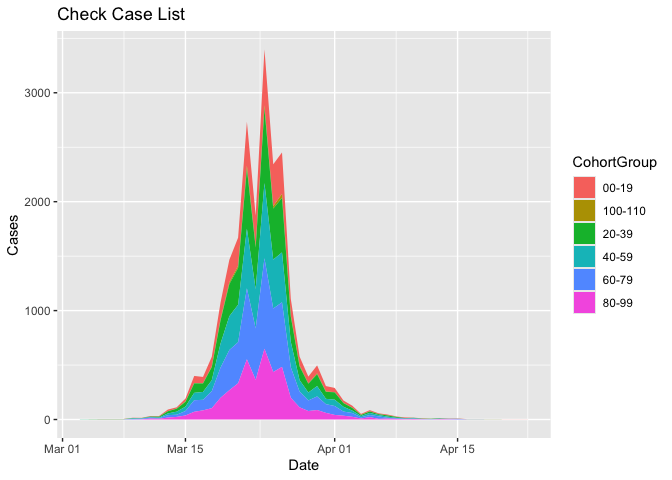 Check Case List
Cases
3000
2000
1000
0
Mar 01
Mar 15
Apr 01
Apr 15
Date
CohortGroup
00-19
100-110
20-39
40-59
60-79
80-99